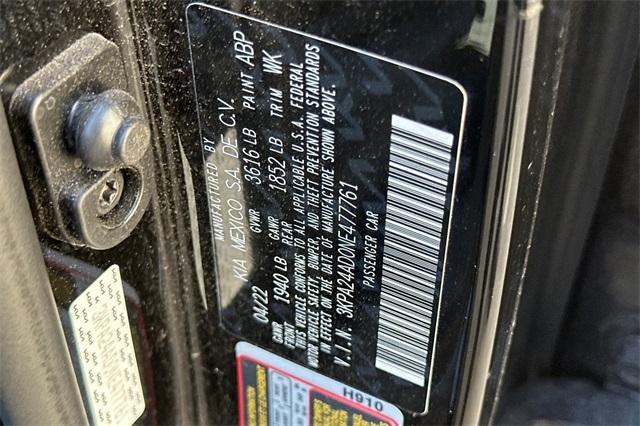 MANUFACTURED BY
KIA MEXICO S.A. DE C.V.
04/22 GVWR 3616 LB PAINT ABP
GAWR FRONT 1940 LB GAWR REAR 1852 LB TRIM WK
THIS VEHICLE CONFORMS TO ALL APPLICABLE U.S.A. FEDERAL
MOTOR VEHICLE SAFETY, BUMPER, AND THEFT PREVENTION STANDARDS
IN EFFECT ON THE DATE OF MANUFACTURE SHOWN ABOVE.
V.I.N. 3KPA24AD0NE477761
PASSENGER CAR
H910